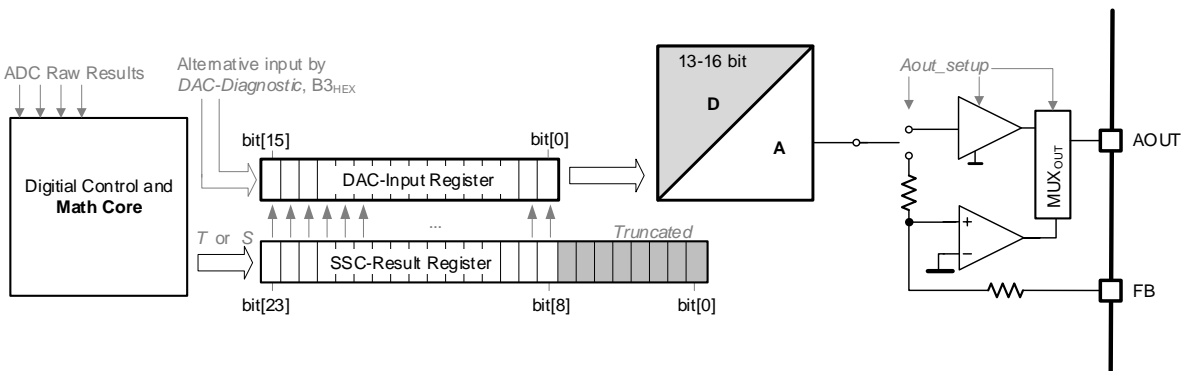 ADC Raw Results
Alternative input by
DAC-Diagnostic, B3HEX
13-16 bit
D
A
Aout_setup
bit[15]
bit[0]
Digitial Control and
Math Core
DAC-Input Register
MUXOUT
AOUT
...
T or S
Truncated
SSC-Result Register
+
−
bit[23]
bit[8]
bit[0]
FB